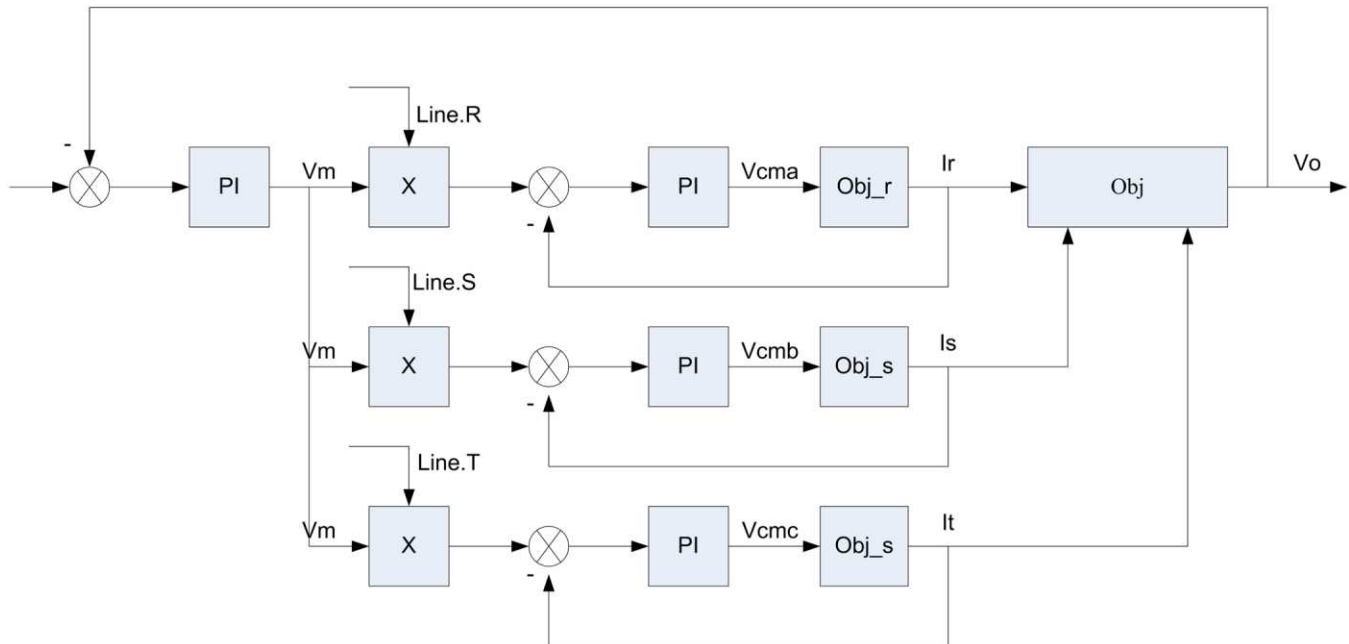 Line.R
-
PI
Vm
X
-
PI
Vcma
Obj_r
Ir
Obj
Vo
Line.S
Vm
X
-
PI
Vcmb
Obj_s
Is
Line.T
Vm
X
-
PI
Vcmc
Obj_s
It